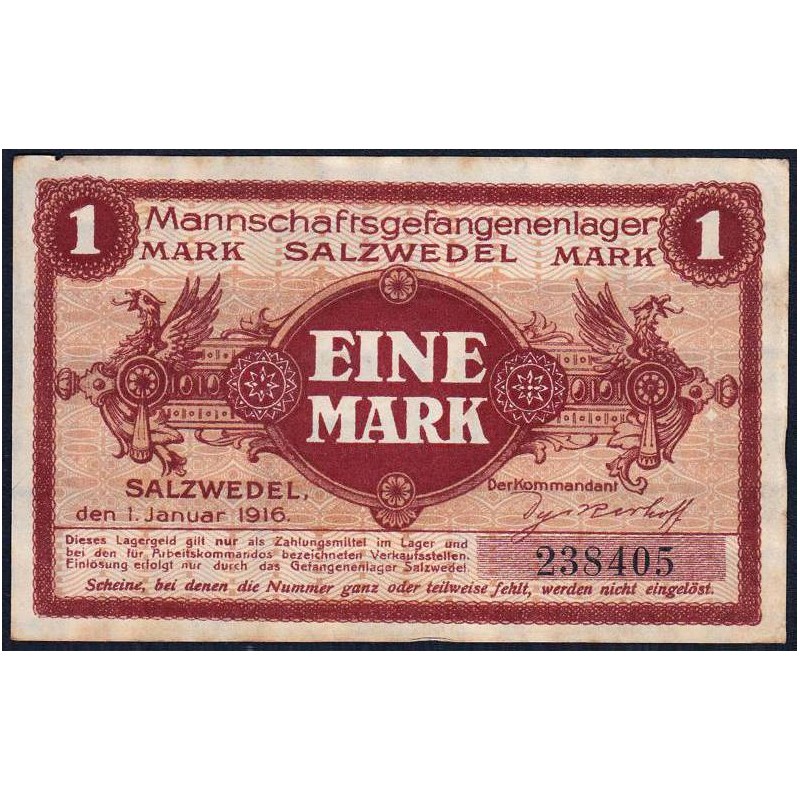 1 Mannschaftsgefangenenlager 1
MARK SALZWEDEL MARK
1919 1919
EINE
MARK
SALZWEDEL,
den 1. Januar 1916.
Der Kommandant
Dieses Lagergeld gilt nur als Zahlungsmittel im Lager und
bei den für Arbeitskommandos bezeichneten Verkaufsstellen.
Einlösung erfolgt nur durch das Gefangenenlager Salzwedel.
238405
Scheine, bei denen die Nummer ganz oder teilweise fehlt, werden nicht eingelöst.